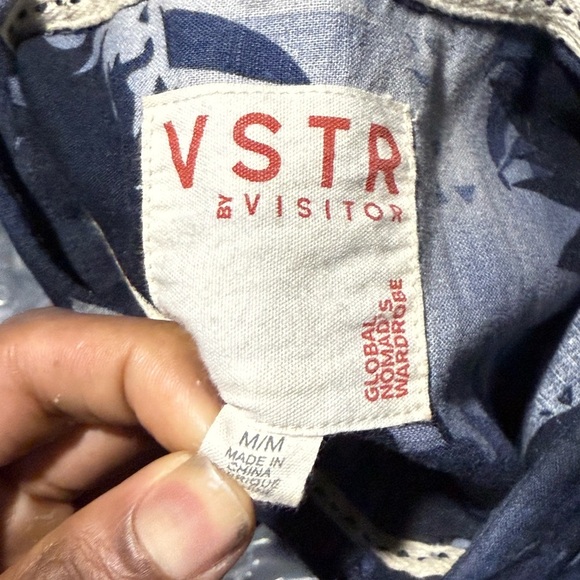 VSTR
BY VISITOR
GLOBAL
NOMAD'S
WARDROBE
M/M
MADE IN
CHINA